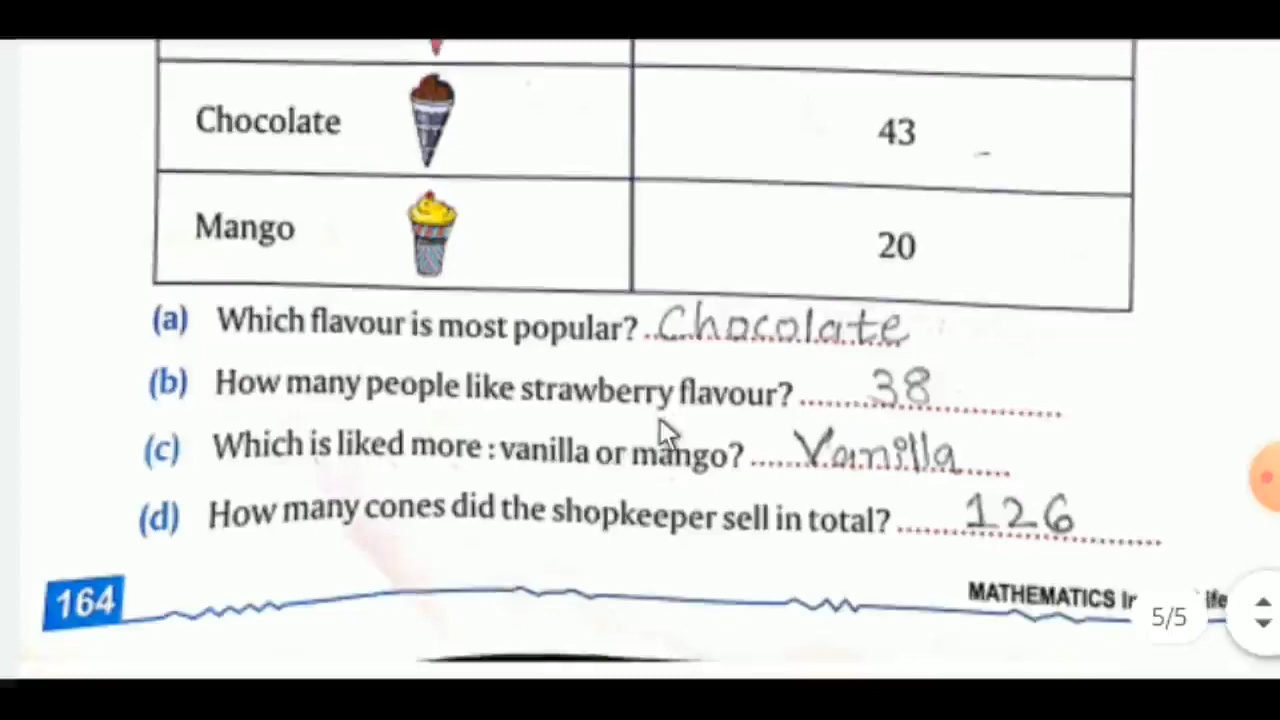 Chocolate 43
Mango 20
(a) Which flavour is most popular? Chocolate
(b) How many people like strawberry flavour? 38
(c) Which is liked more : vanilla or mango? Vanilla
(d) How many cones did the shopkeeper sell in total? 126
164
MATHEMATICS
5/5